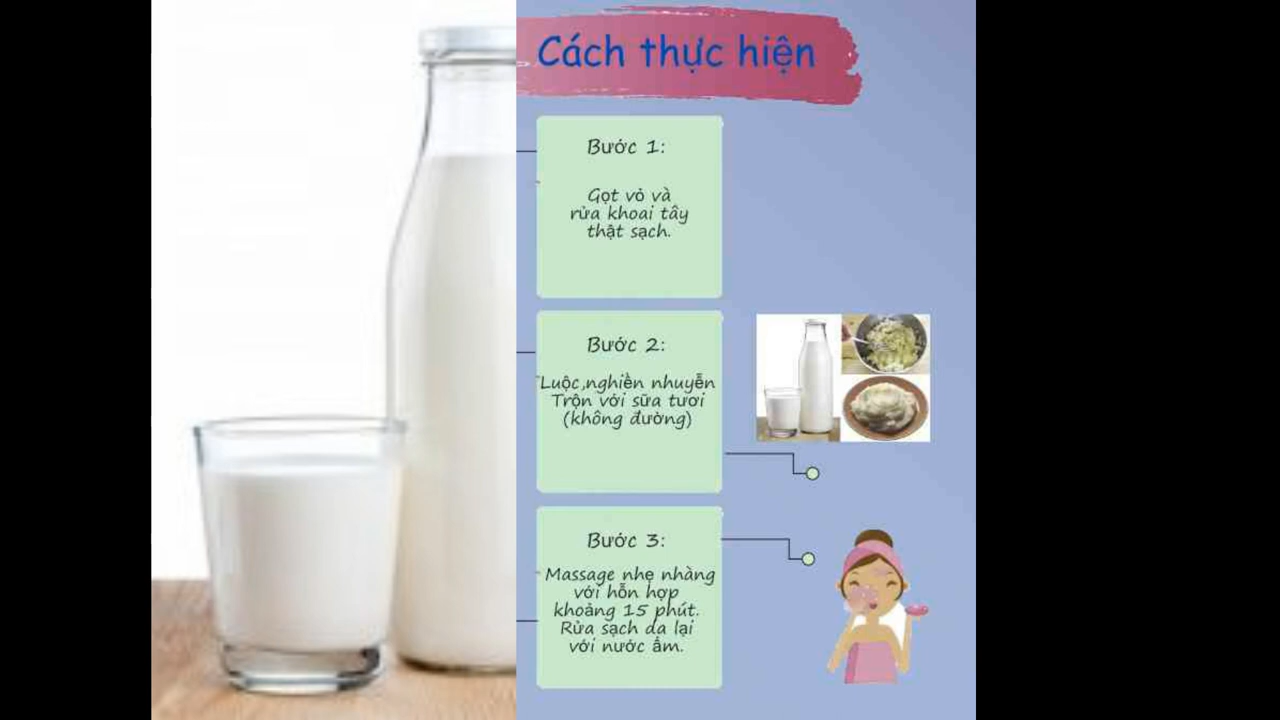 Cách thực hiện
Bước 1:
Gọt vỏ và
rửa khoai tây
thật sạch.
Bước 2:
Luộc,nghiền nhuyễn
Trộn với sữa tươi
(không đường)
Bước 3:
Massage nhẹ nhàng
với hỗn hợp
khoảng 15 phút.
Rửa sạch da lại
với nước ấm.